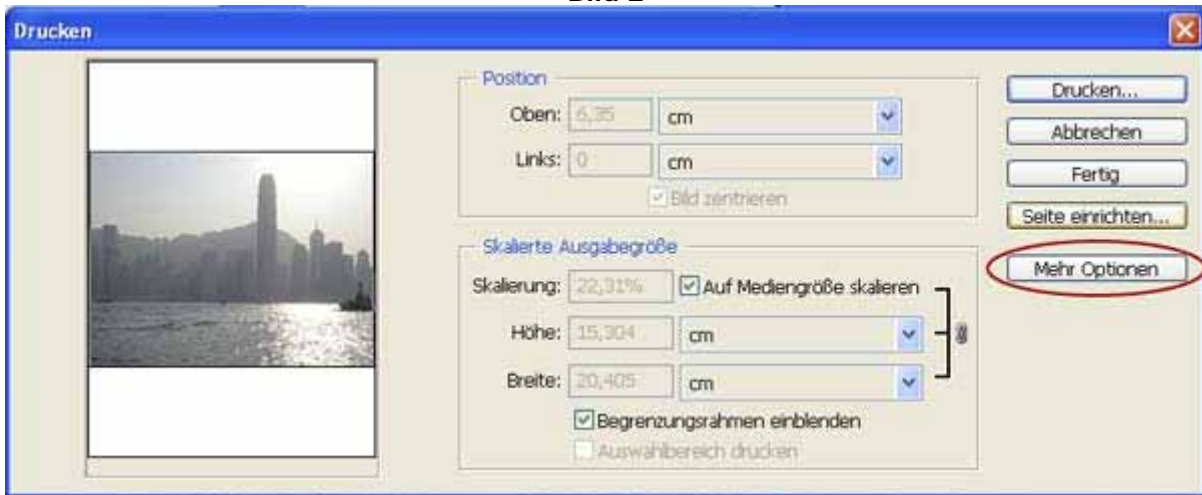 Drucken
Position
Oben: 6,35 cm
Links: 0 cm
Bild zentrieren
Skalierte Ausgabegröße
Skalierung: 22,31% Auf Mediengröße skalieren
Höhe: 15,304 cm
Breite: 20,405 cm
Begrenzungsrahmen einblenden
Auswahlbereich drucken
Drucken...
Abbrechen
Fertig
Seite einrichten...
Mehr Optionen